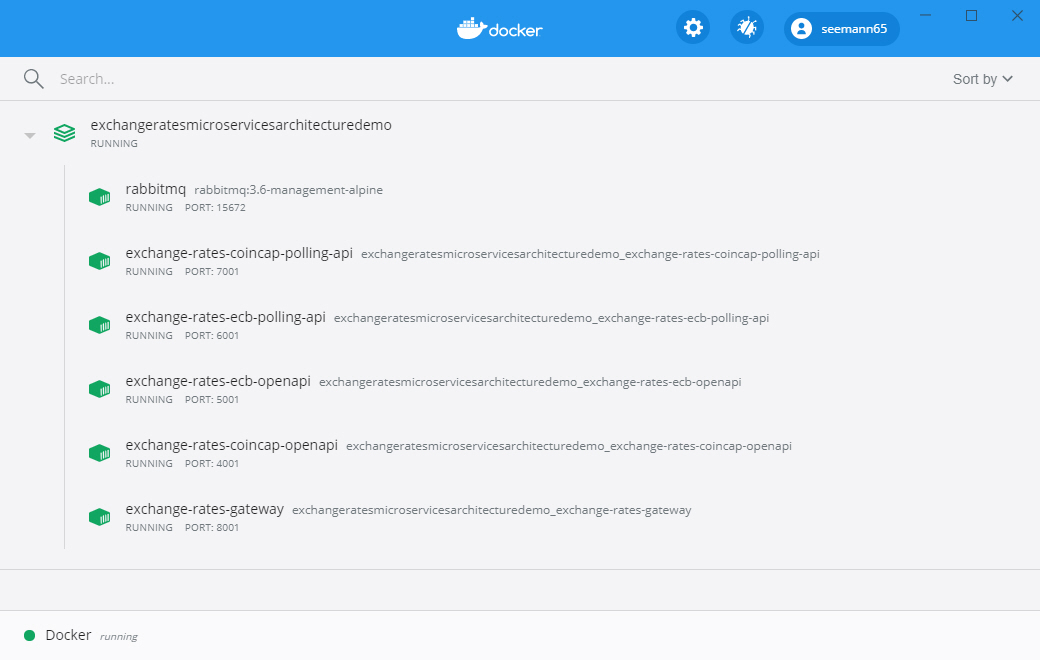 docker
seemann65
Search...
Sort by
exchangeratesmicroservicesarchitecturedemo
RUNNING
rabbitmq rabbitmq:3.6-management-alpine
RUNNING PORT: 15672
exchange-rates-coincap-polling-api exchangeratesmicroservicesarchitecturedemo_exchange-rates-coincap-polling-api
RUNNING PORT: 7001
exchange-rates-ecb-polling-api exchangeratesmicroservicesarchitecturedemo_exchange-rates-ecb-polling-api
RUNNING PORT: 6001
exchange-rates-ecb-openapi exchangeratesmicroservicesarchitecturedemo_exchange-rates-ecb-openapi
RUNNING PORT: 5001
exchange-rates-coincap-openapi exchangeratesmicroservicesarchitecturedemo_exchange-rates-coincap-openapi
RUNNING PORT: 4001
exchange-rates-gateway exchangeratesmicroservicesarchitecturedemo_exchange-rates-gateway
RUNNING PORT: 8001
Docker running